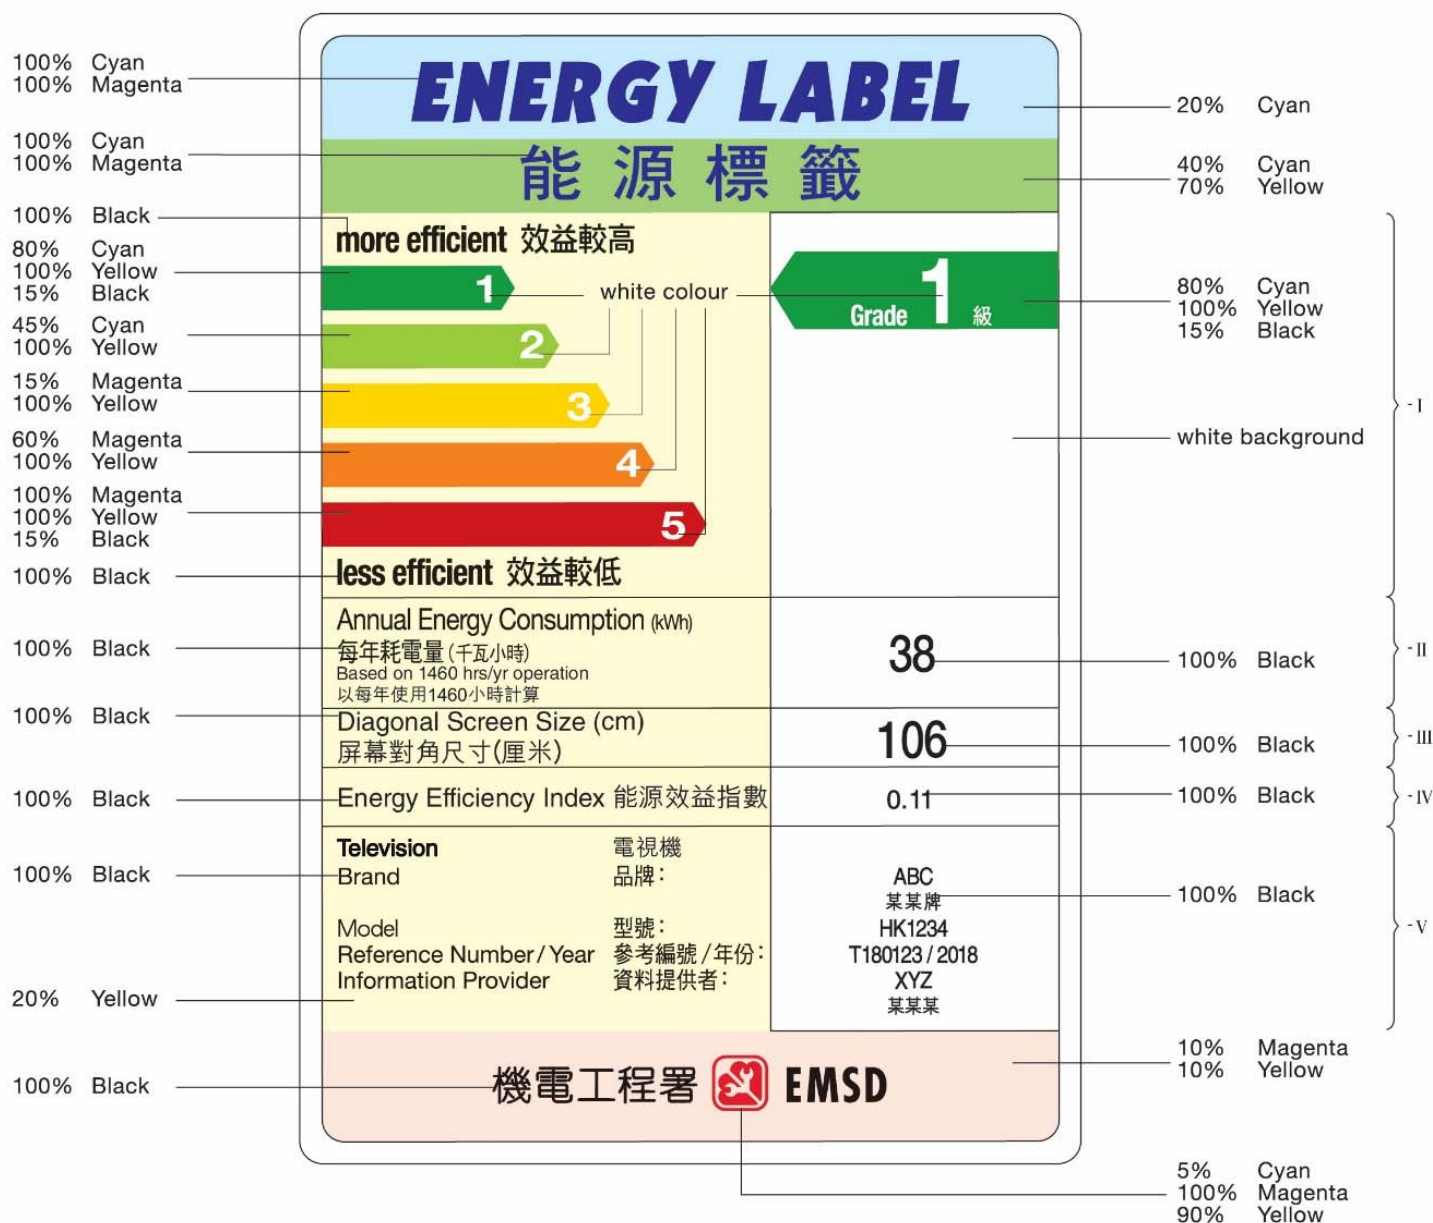 100% Cyan
100% Magenta
ENERGY LABEL
20% Cyan
100% Cyan
100% Magenta
能源標籤
40% Cyan
70% Yellow
100% Black
more efficient 效益較高
80% Cyan
100% Yellow
15% Black
1
white colour
1
Grade 級
80% Cyan
100% Yellow
15% Black
45% Cyan
100% Yellow
2
15% Magenta
100% Yellow
3
- I
60% Magenta
100% Yellow
4
white background
100% Magenta
100% Yellow
15% Black
5
100% Black
less efficient 效益較低
Annual Energy Consumption (kWh)
100% Black
每年耗電量(千瓦小時)
38
100% Black
- II
Based on 1460 hrs/yr operation
以每年使用1460小時計算
100% Black
Diagonal Screen Size (cm)
屏幕對角尺寸(厘米)
106
100% Black
- III
100% Black
Energy Efficiency Index 能源效益指數
0.11
100% Black
- IV
Television 電視機
100% Black
Brand 品牌: ABC
某某牌
100% Black
Model 型號: HK1234
- V
Reference Number / Year 參考編號/年份: T180123 / 2018
Information Provider 資料提供者: XYZ
某某某
20% Yellow
10% Magenta
10% Yellow
100% Black
機電工程署 EMSD
5% Cyan
100% Magenta
90% Yellow